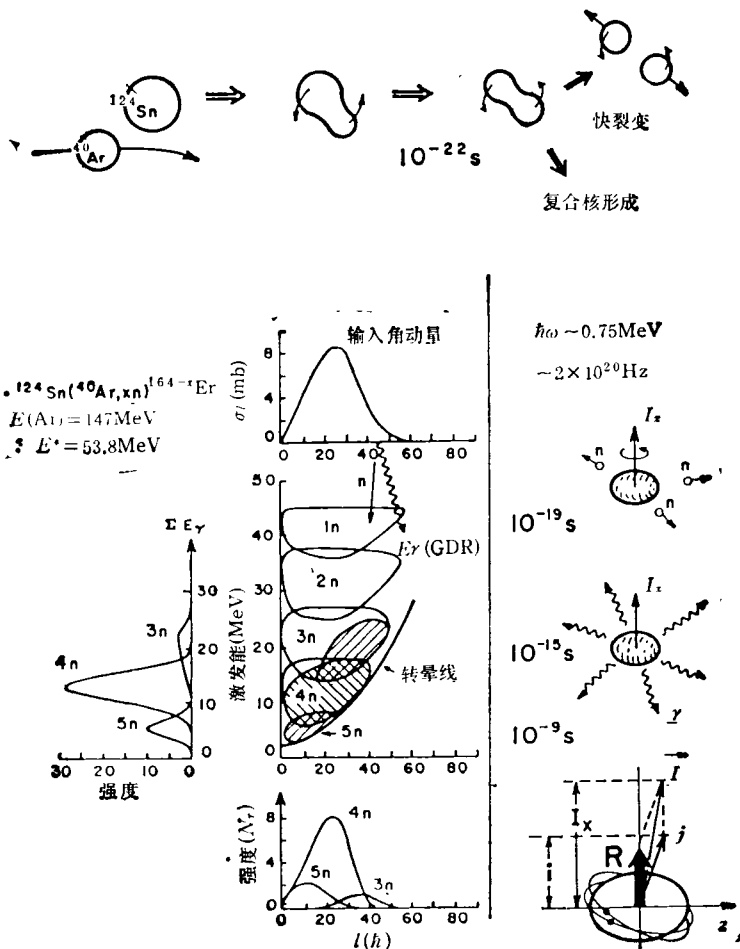 124Sn
40Ar
10-22s
快裂变
复合核形成
124Sn(40Ar,xn)164-xEr
E(Ar)=147MeV
E*=53.8MeV
输入角动量
σl(mb)
8
4
0
0 20 40 60 80
ħω~0.75MeV
~2×1020Hz
Ix
n
n
n
10-19s
ΣEγ
30
20
10
0
3n
4n
5n
30 20 10 0
强度
激发能(MeV)
50
40
30
20
10
0
n
Eγ(GDR)
1n
2n
3n
4n
5n
转晕线
0 20 40 60 80
Ix
10-15s
γ
10-9s
强度
8
4
0
4n
5n
3n
0 20 40 60 80
l(ħ)
I
Ix
j
i
R
z